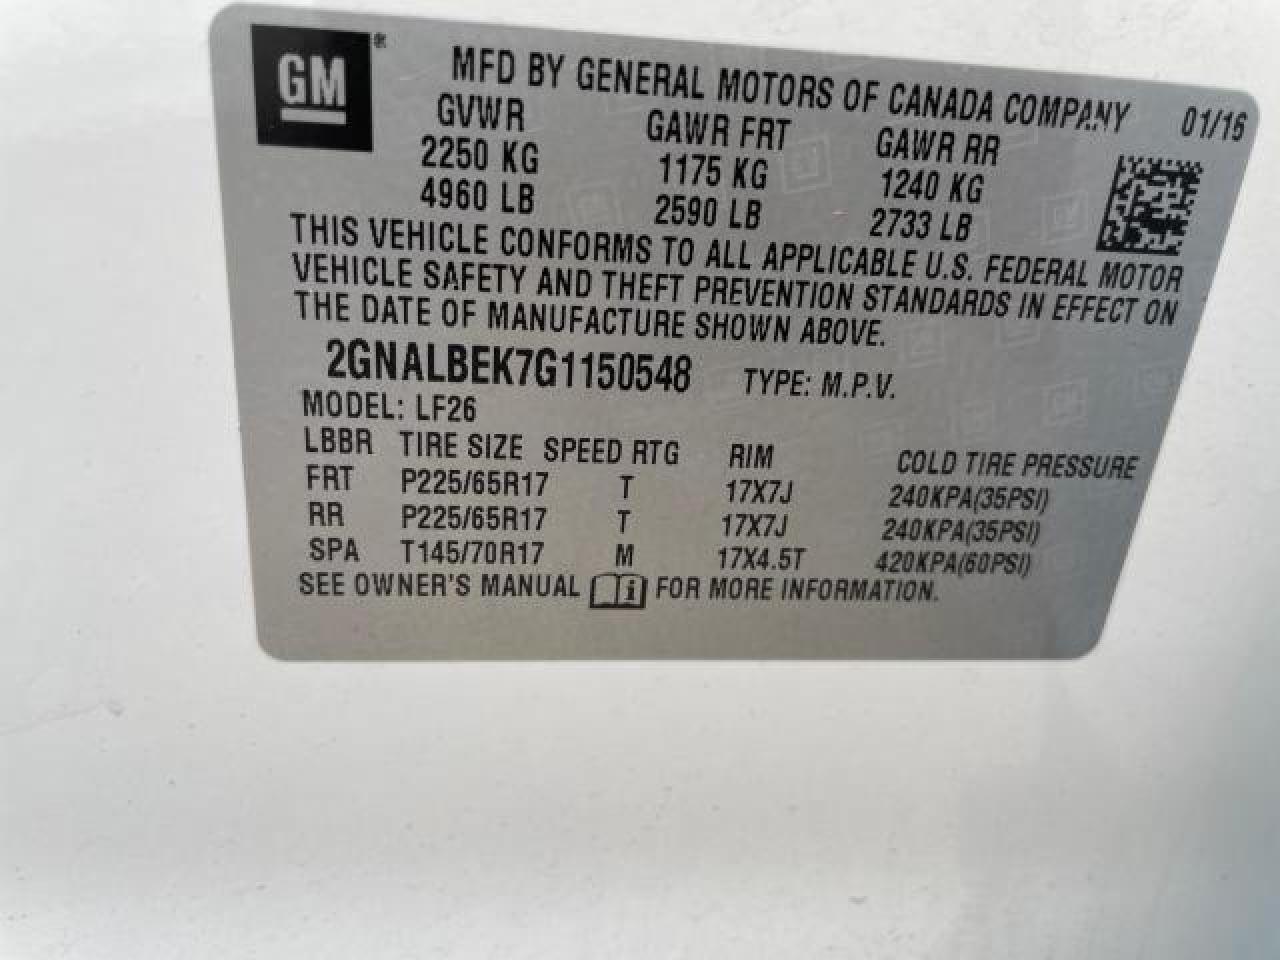 GM®
MFD BY GENERAL MOTORS OF CANADA COMPANY 01/16
GVWR GAWR FRT GAWR RR
2250 KG 1175 KG 1240 KG
4960 LB 2590 LB 2733 LB
THIS VEHICLE CONFORMS TO ALL APPLICABLE U.S. FEDERAL MOTOR
VEHICLE SAFETY AND THEFT PREVENTION STANDARDS IN EFFECT ON
THE DATE OF MANUFACTURE SHOWN ABOVE.
2GNALBEK7G1150548 TYPE: M.P.V.
MODEL: LF26
LBBR TIRE SIZE SPEED RTG RIM COLD TIRE PRESSURE
FRT P225/65R17 T 17X7J 240KPA(35PSI)
RR P225/65R17 T 17X7J 240KPA(35PSI)
SPA T145/70R17 M 17X4.5T 420KPA(60PSI)
SEE OWNER'S MANUAL i FOR MORE INFORMATION.